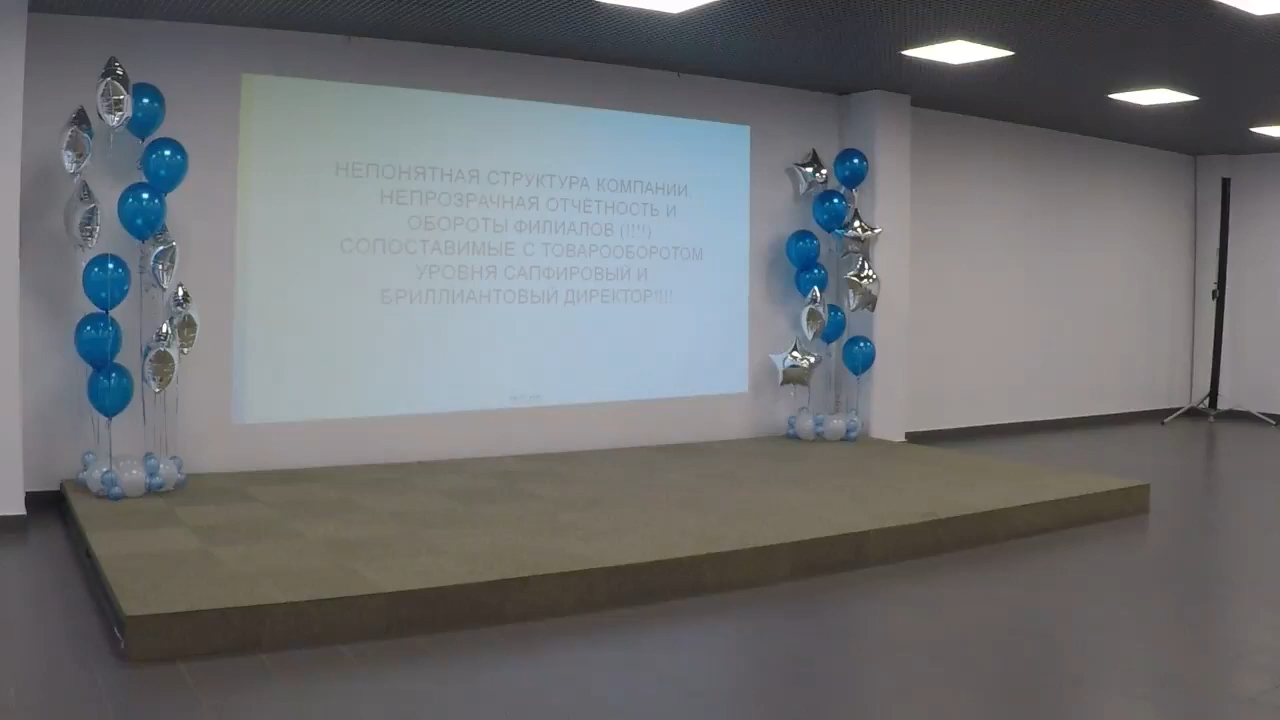 НЕПОНЯТНАЯ СТРУКТУРА КОМПАНИИ.
НЕПРОЗРАЧНАЯ ОТЧЁТНОСТЬ И
ОБОРОТЫ ФИЛИАЛОВ (!!!!)
СОПОСТАВИМЫЕ С ТОВАРООБОРОТОМ
УРОВНЯ САПФИРОВЫЙ И
БРИЛЛИАНТОВЫЙ ДИРЕКТОР!!!!